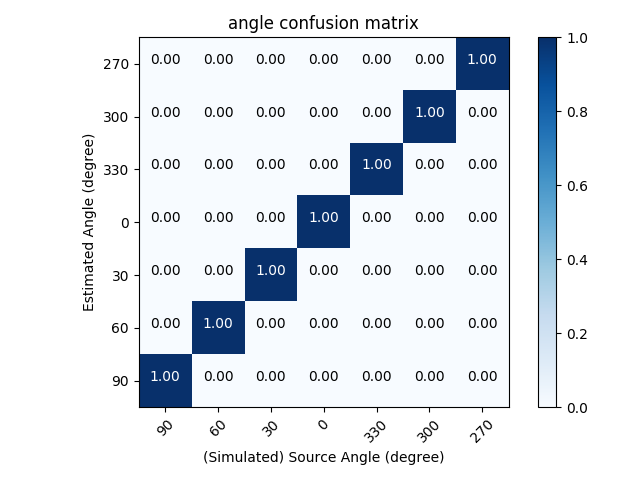 angle confusion matrix
270 0.00 0.00 0.00 0.00 0.00 0.00 1.00
300 0.00 0.00 0.00 0.00 0.00 1.00 0.00
330 0.00 0.00 0.00 0.00 1.00 0.00 0.00
0 0.00 0.00 0.00 1.00 0.00 0.00 0.00
30 0.00 0.00 1.00 0.00 0.00 0.00 0.00
60 0.00 1.00 0.00 0.00 0.00 0.00 0.00
90 1.00 0.00 0.00 0.00 0.00 0.00 0.00
90 60 30 0 330 300 270
(Simulated) Source Angle (degree)
Estimated Angle (degree)
1.0
0.8
0.6
0.4
0.2
0.0